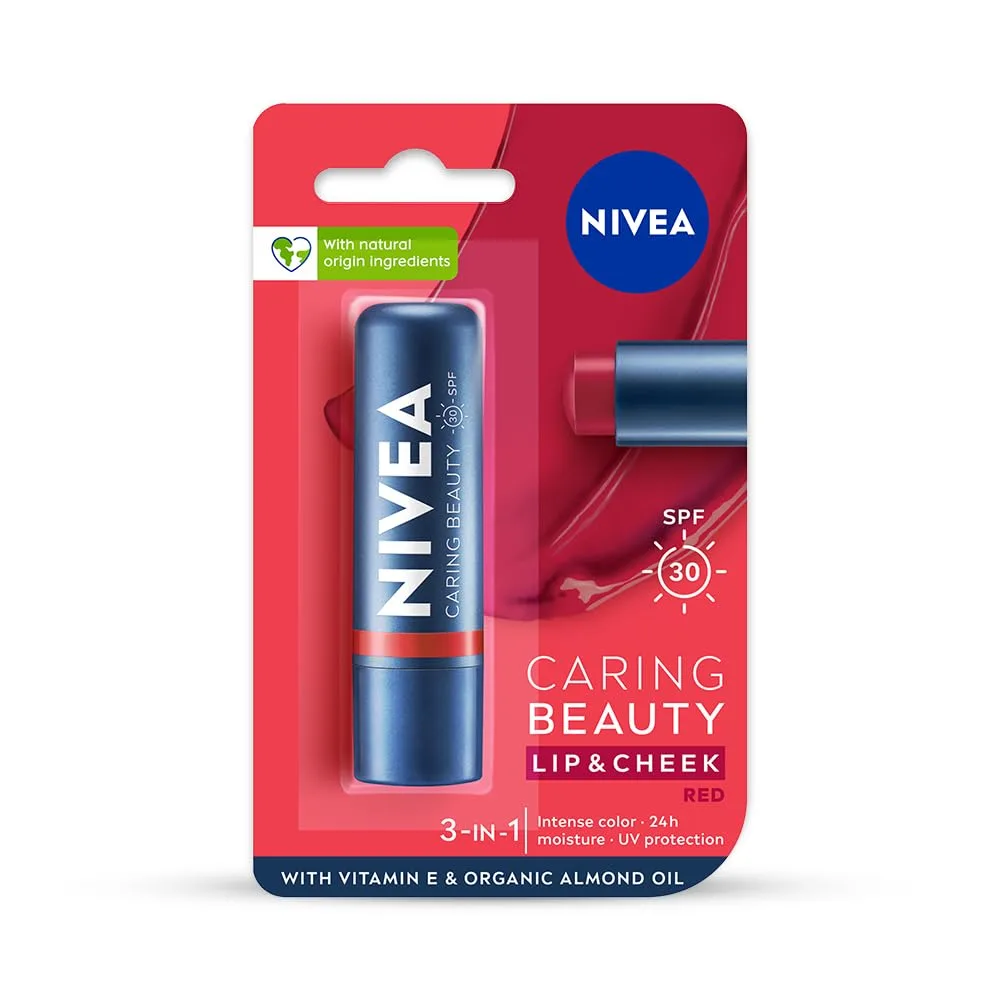 With natural
origin ingredients
NIVEA
NIVEA
CARING BEAUTY 30 SPF
SPF
30
CARING
BEAUTY
LIP & CHEEK
RED
3-IN-1
Intense color · 24h
moisture · UV protection
WITH VITAMIN E & ORGANIC ALMOND OIL